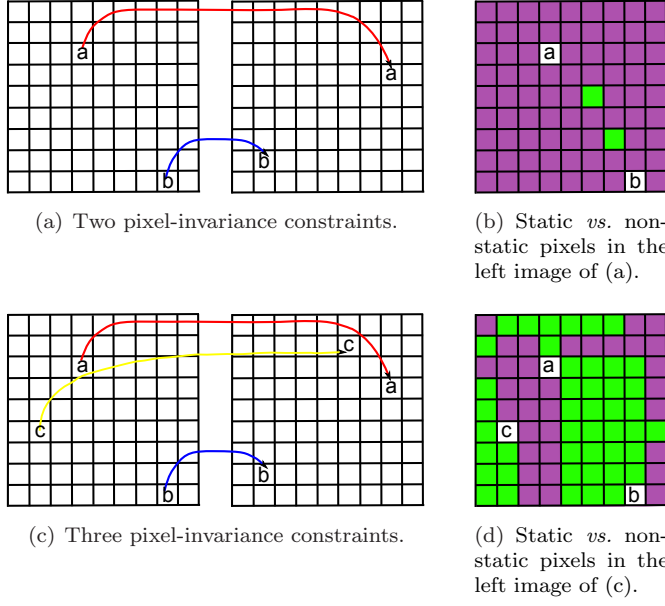 a
a
b
b
a
b
(a) Two pixel-invariance constraints.
(b) Static vs. non-
static pixels in the
left image of (a).
a
c
b
c
a
b
a
c
b
(c) Three pixel-invariance constraints.
(d) Static vs. non-
static pixels in the
left image of (c).